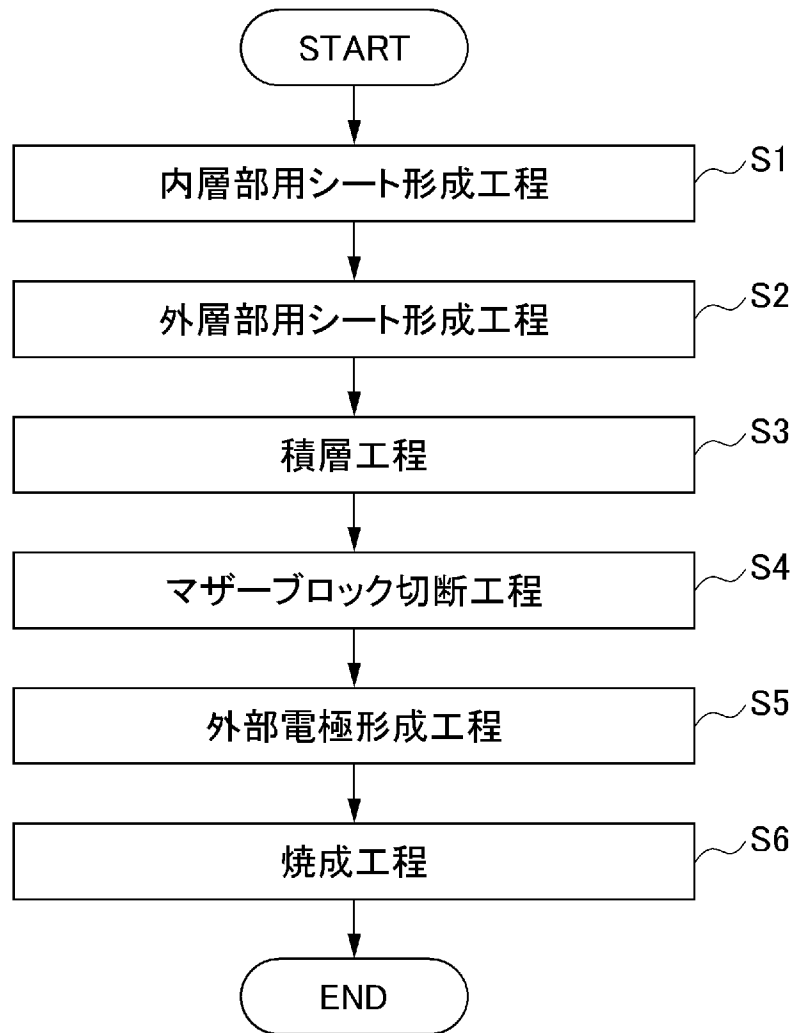 START
内層部用シート形成工程
S1
外層部用シート形成工程
S2
積層工程
S3
マザーブロック切断工程
S4
外部電極形成工程
S5
焼成工程
S6
END